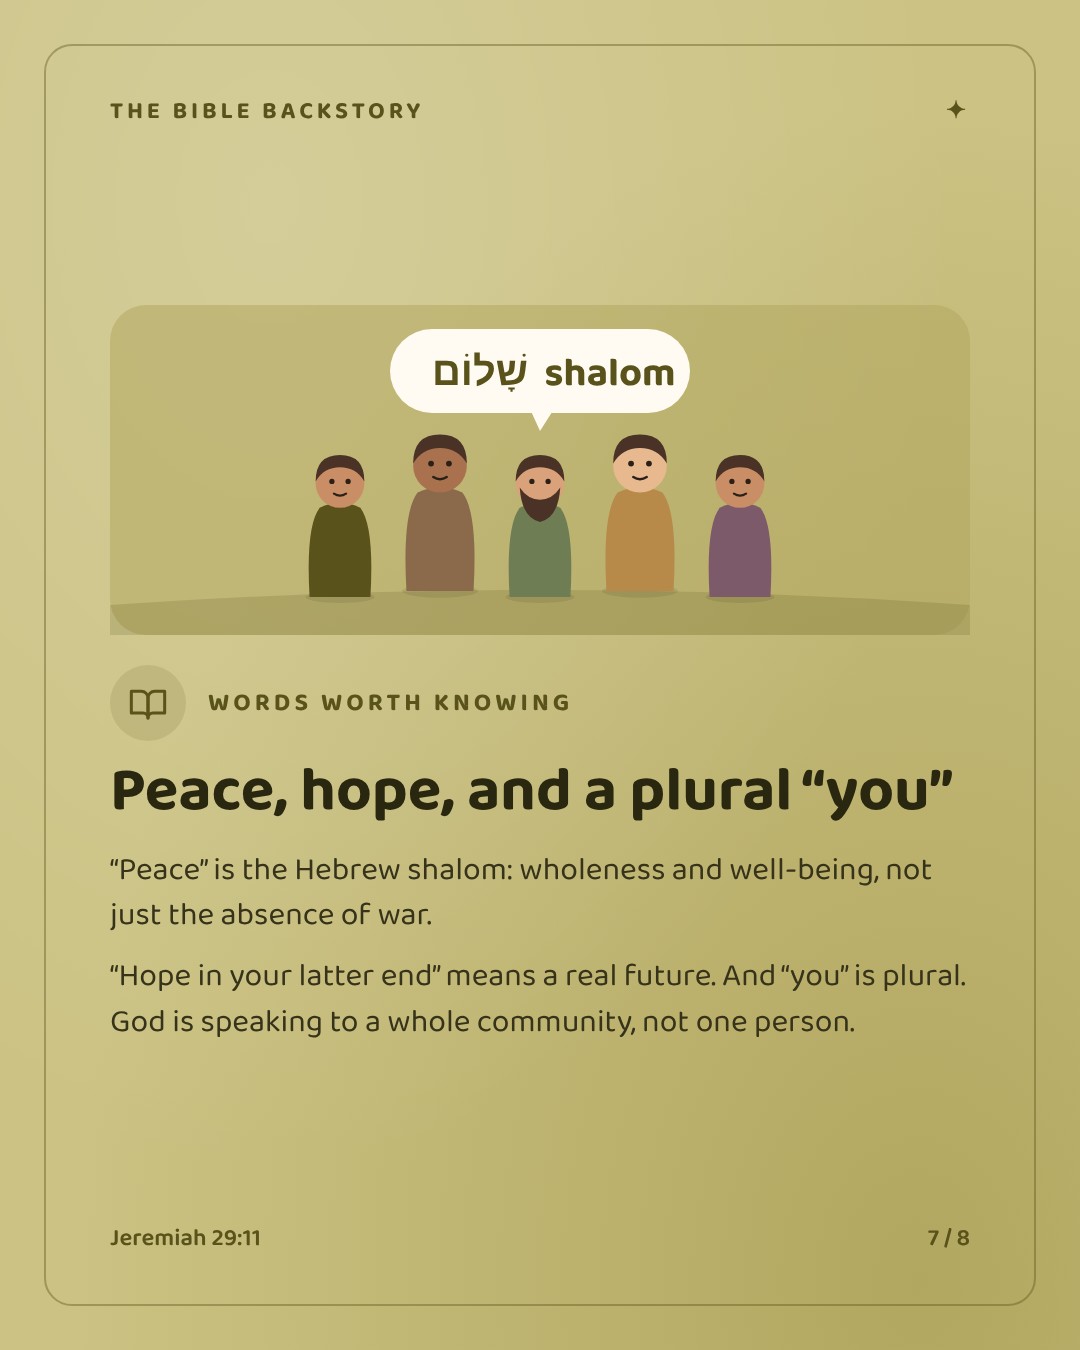 THE BIBLE BACKSTORY
שָׁלוֹם shalom
WORDS WORTH KNOWING
Peace, hope, and a plural “you”
“Peace” is the Hebrew shalom: wholeness and well-being, not
just the absence of war.
“Hope in your latter end” means a real future. And “you” is plural.
God is speaking to a whole community, not one person.
Jeremiah 29:11
7 / 8